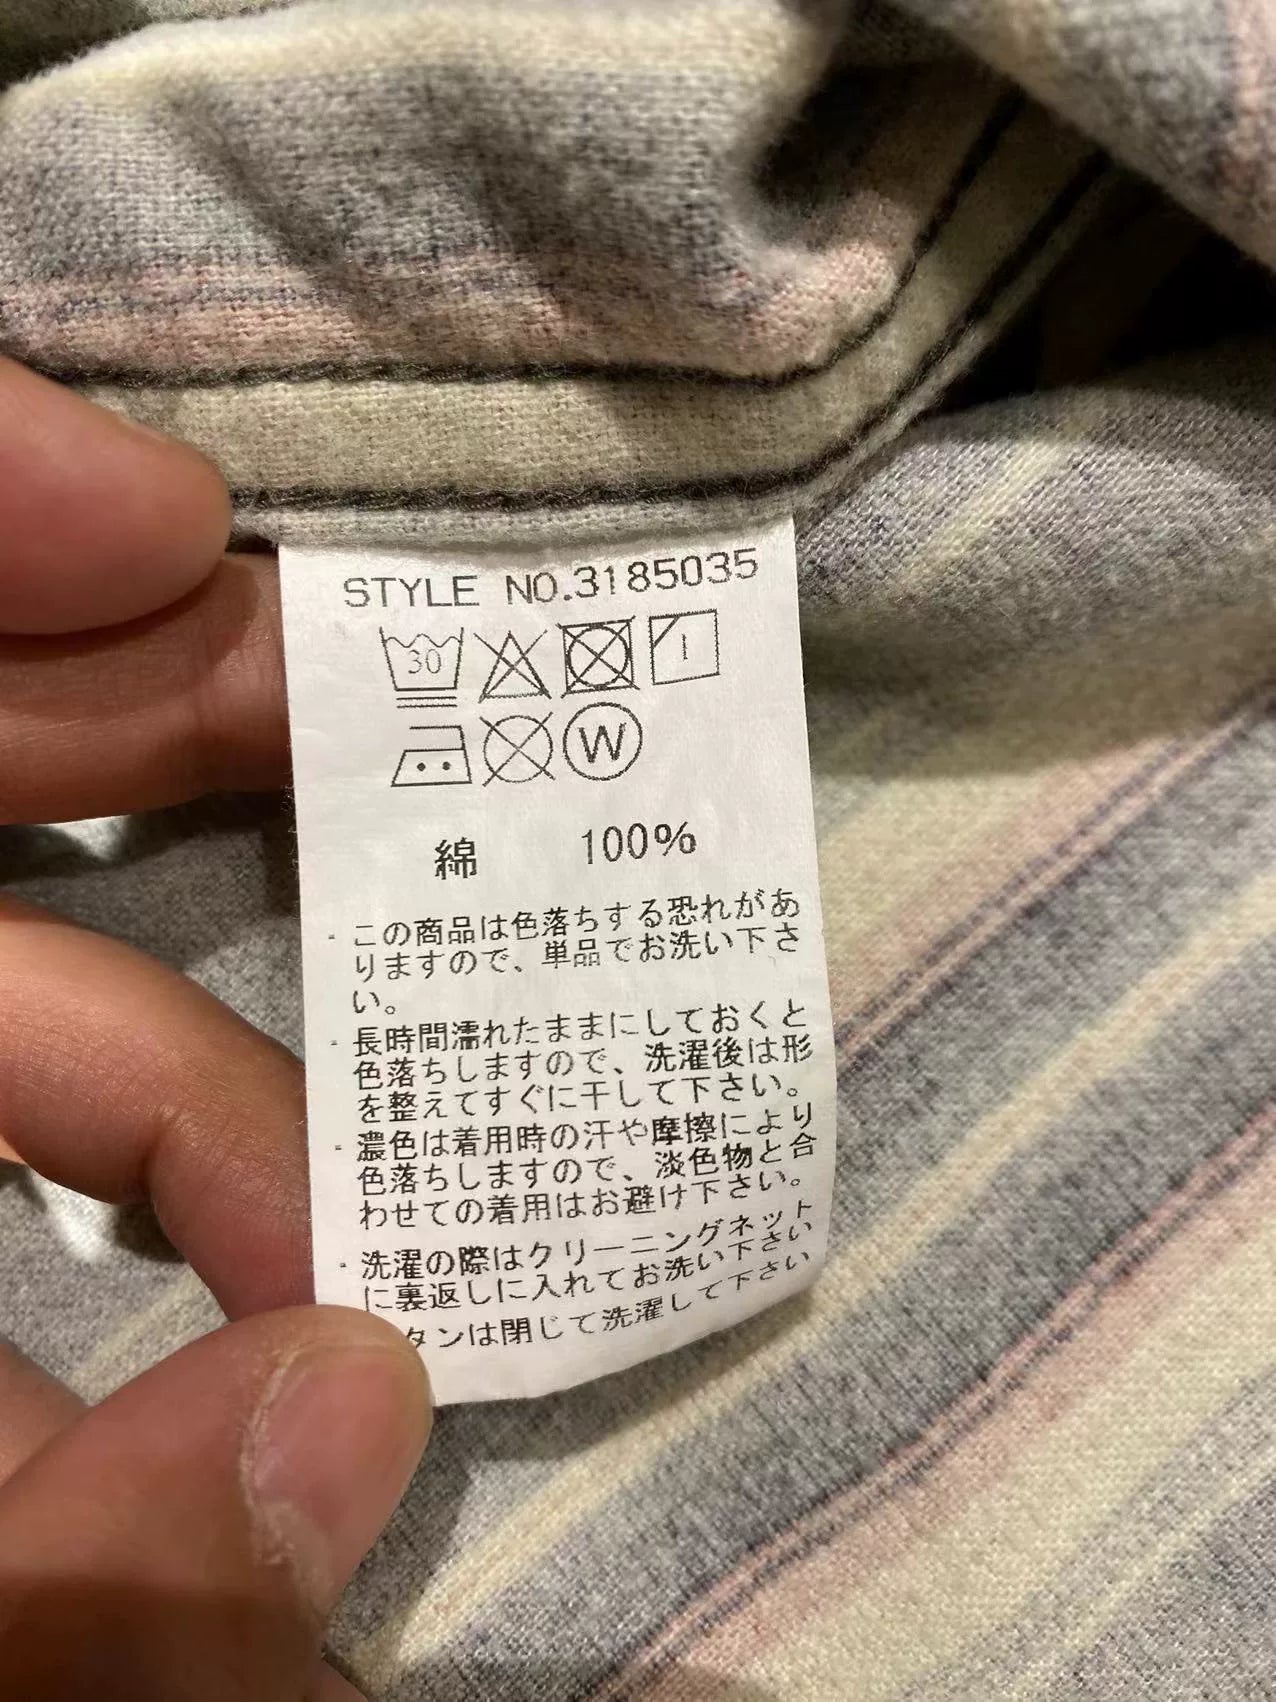 STYLE NO.3185035
30
W
綿 100%
・この商品は色落ちする恐れがあ
りますので、単品でお洗い下さ
い。
・長時間濡れたままにしておくと
色落ちしますので、洗濯後は形
を整えてすぐに干して下さい。
・濃色は着用時の汗や摩擦により
色落ちしますので、淡色物と合
わせての着用はお避け下さい。
・洗濯の際はクリーニングネット
に裏返しに入れてお洗い下さい
タンは閉じて洗濯して下さい